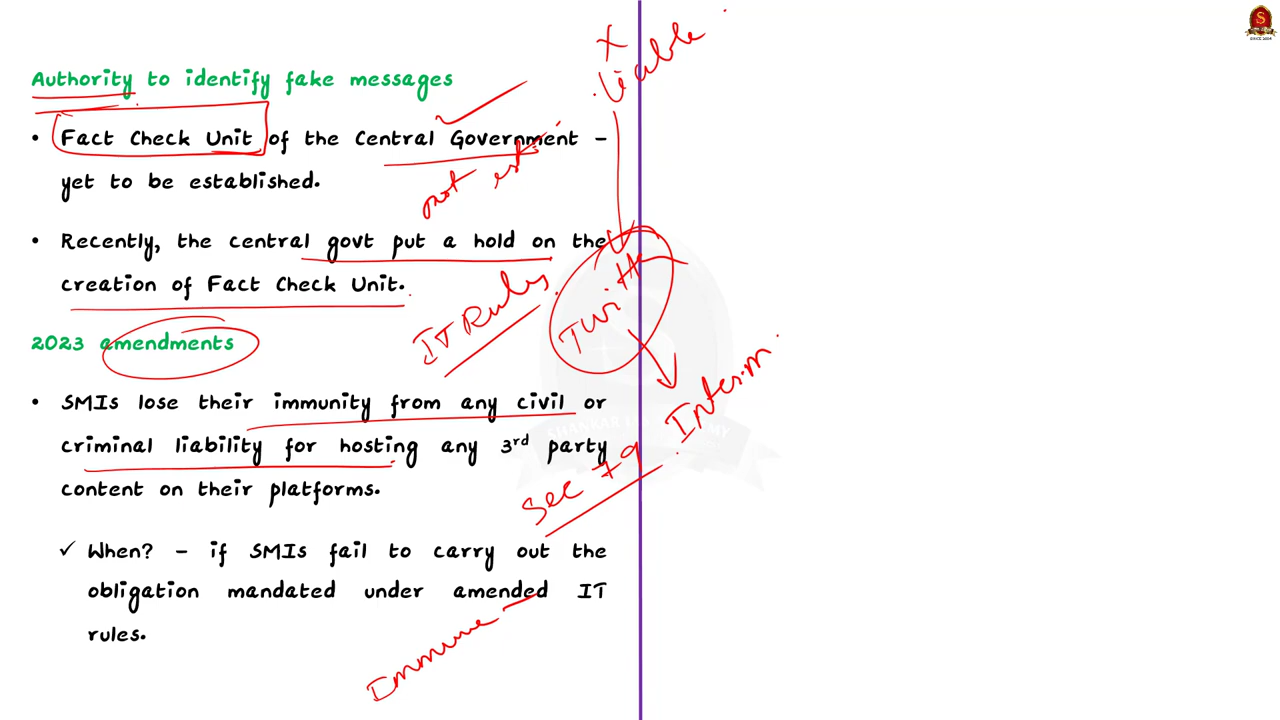 Authority to identify fake messages
• Fact Check Unit of the Central Government –
yet to be established.
not est.
• Recently, the central govt put a hold on the
creation of Fact Check Unit.
IT Rules
2023 amendments
• SMIs lose their immunity from any civil or
criminal liability for hosting any 3rd party
content on their platforms.
✓ When? – if SMIs fail to carry out the
obligation mandated under amended IT
rules.
Immune
X
liable
Twitter
Interm.
Sec 79
S
SINCE 2004